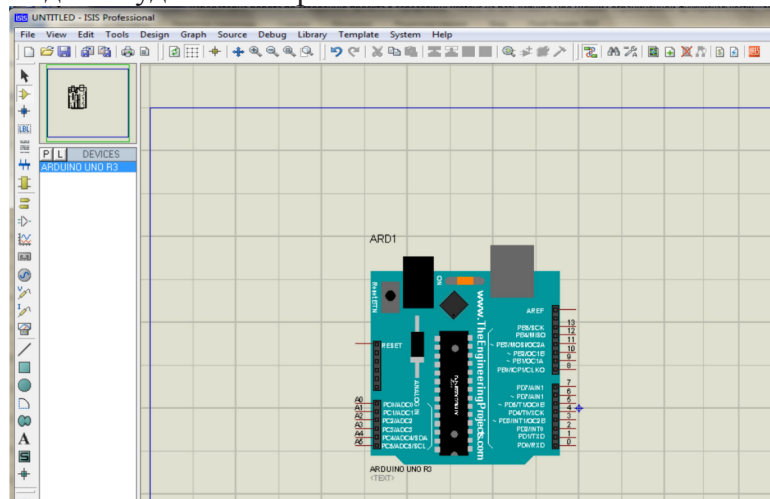 UNTITLED - ISIS Professional
File View Edit Tools Design Graph Source Debug Library Template System Help
P L DEVICES
ARDUINO UNO R3
LBL
A
S
ARD1
ON
Reset BTN
www.TheEngineeringProjects.com
ANALOG IN
RESET
AREF
13
PB5/SCK
12
PB4/MISO
11
~ PB3/MOSI/OC2A
10
~ PB2/OC1B
9
~ PB1/OC1A
8
PB0/ICP1/CLKO
7
PD7/AIN1
6
5
~ PD5/T1/OC0B
4
PD4/T0/XCK
3
~ PD3/INT1/OC2B
2
PD2/INT0
1
PD1/TXD
0
PD0/RXD
A0
PC0/ADC0
A1
PC1/ADC1
A2
PC2/ADC2
A3
PC3/ADC3
A4
PC4/ADC4/SDA
A5
PC5/ADC5/SCL
ARDUINO UNO R3
<TEXT>